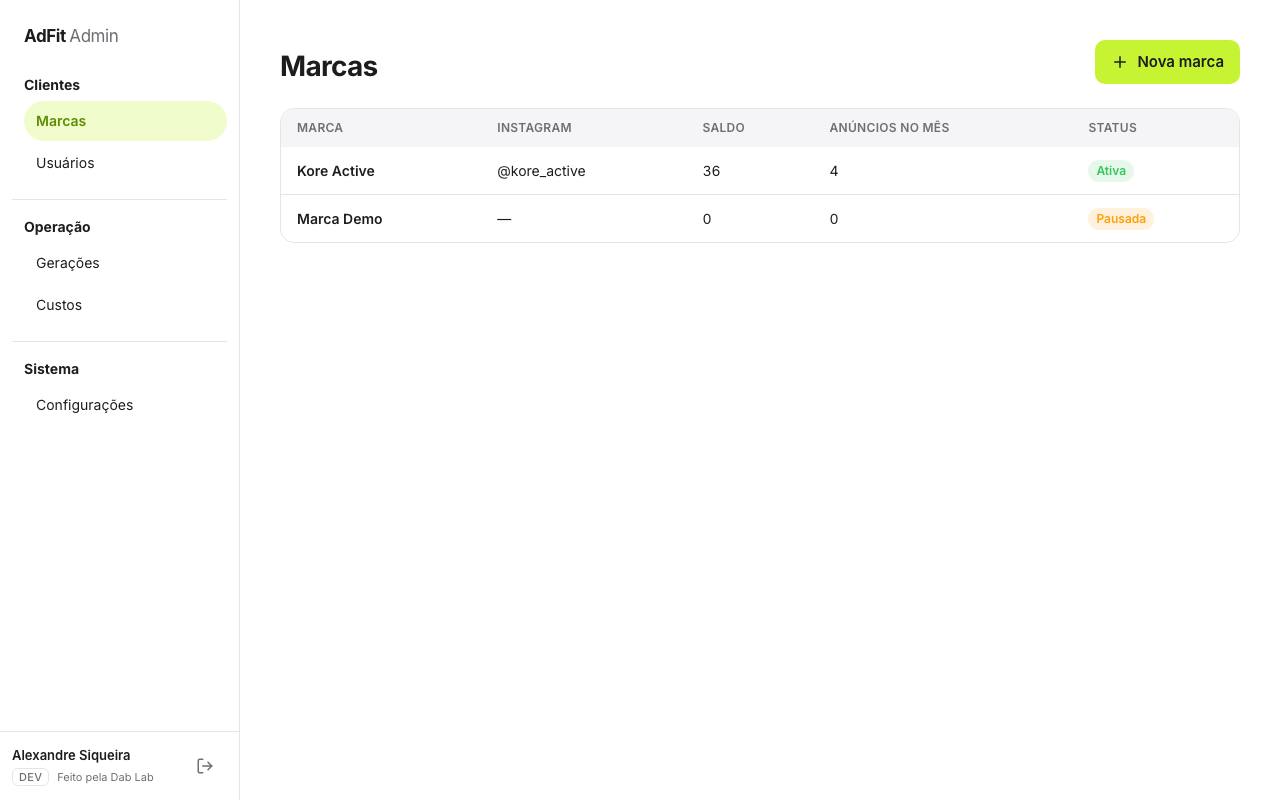 AdFit Admin
Clientes
Marcas
Usuários
Operação
Gerações
Custos
Sistema
Configurações
Alexandre Siqueira
DEV Feito pela Dab Lab
Marcas
Nova marca
MARCA INSTAGRAM SALDO ANÚNCIOS NO MÊS STATUS
Kore Active @kore_active 36 4 Ativa
Marca Demo — 0 0 Pausada